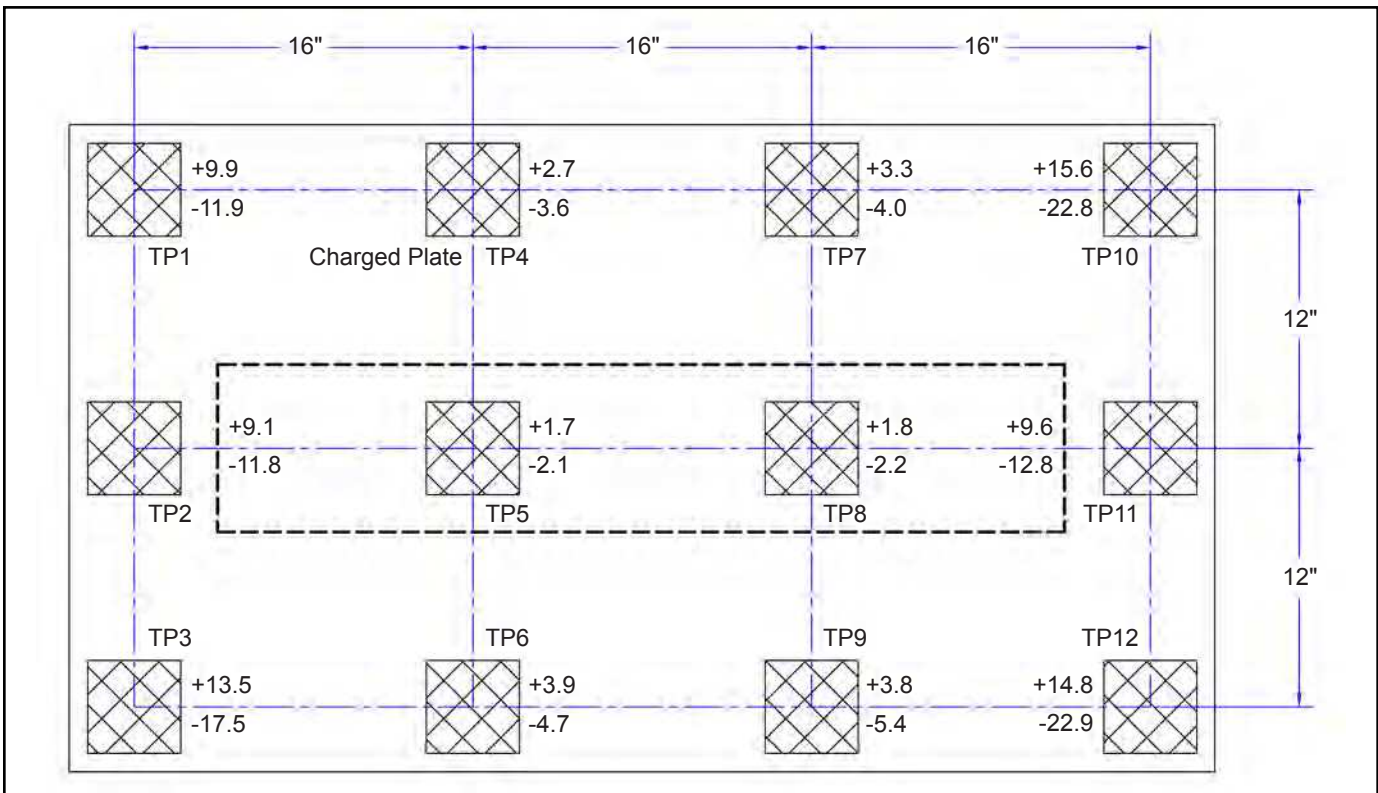 16" 16" 16"
+9.9 +2.7 +3.3 +15.6
-11.9 -3.6 -4.0 -22.8
TP1 Charged Plate TP4 TP7 TP10
12"
+9.1 +1.7 +1.8 +9.6
-11.8 -2.1 -2.2 -12.8
TP2 TP5 TP8 TP11
12"
TP3 TP6 TP9 TP12
+13.5 +3.9 +3.8 +14.8
-17.5 -4.7 -5.4 -22.9